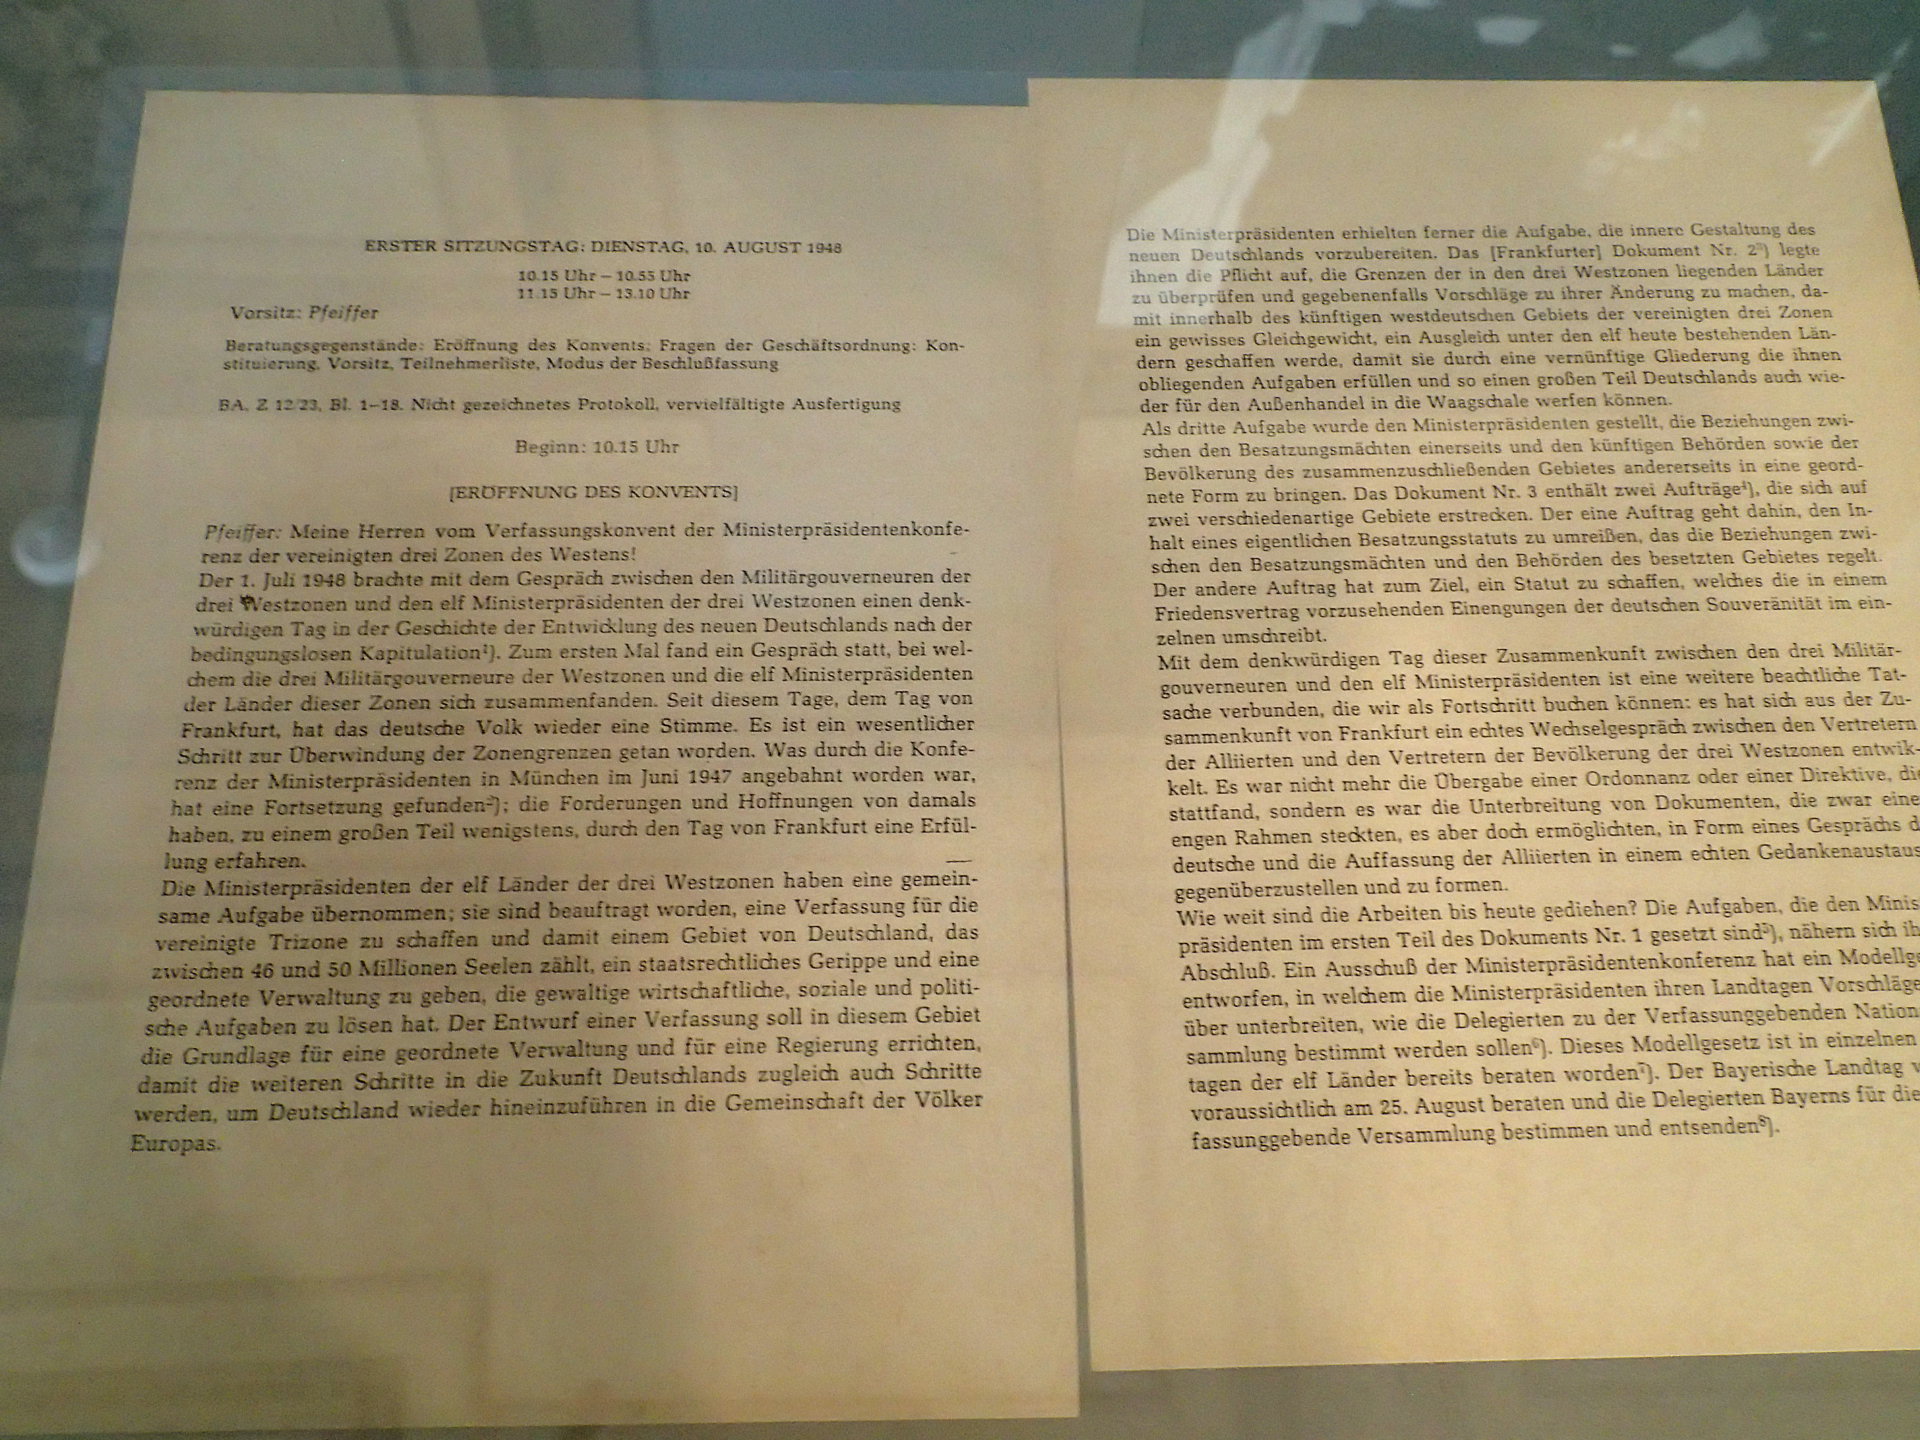 ERSTER SITZUNGSTAG: DIENSTAG, 10. AUGUST 1948
10.15 Uhr – 10.55 Uhr
11.15 Uhr – 13.10 Uhr
Vorsitz: Pfeiffer
Beratungsgegenstände: Eröffnung des Konvents; Fragen der Geschäftsordnung: Kon-
stituierung, Vorsitz, Teilnehmerliste, Modus der Beschlußfassung
BA, Z 12/23, Bl. 1–18. Nicht gezeichnetes Protokoll, vervielfältigte Ausfertigung
Beginn: 10.15 Uhr
[ERÖFFNUNG DES KONVENTS]
Pfeiffer: Meine Herren vom Verfassungskonvent der Ministerpräsidentenkonfe-
renz der vereinigten drei Zonen des Westens!
Der 1. Juli 1948 brachte mit dem Gespräch zwischen den Militärgouverneuren der
drei Westzonen und den elf Ministerpräsidenten der drei Westzonen einen denk-
würdigen Tag in der Geschichte der Entwicklung des neuen Deutschlands nach der
bedingungslosen Kapitulation¹). Zum ersten Mal fand ein Gespräch statt, bei wel-
chem die drei Militärgouverneure der Westzonen und die elf Ministerpräsidenten
der Länder dieser Zonen sich zusammenfanden. Seit diesem Tage, dem Tag von
Frankfurt, hat das deutsche Volk wieder eine Stimme. Es ist ein wesentlicher
Schritt zur Überwindung der Zonengrenzen getan worden. Was durch die Konfe-
renz der Ministerpräsidenten in München im Juni 1947 angebahnt worden war,
hat eine Fortsetzung gefunden²); die Forderungen und Hoffnungen von damals
haben, zu einem großen Teil wenigstens, durch den Tag von Frankfurt eine Erfül-
lung erfahren.
Die Ministerpräsidenten der elf Länder der drei Westzonen haben eine gemein-
same Aufgabe übernommen; sie sind beauftragt worden, eine Verfassung für die
vereinigte Trizone zu schaffen und damit einem Gebiet von Deutschland, das
zwischen 46 und 50 Millionen Seelen zählt, ein staatsrechtliches Gerippe und eine
geordnete Verwaltung zu geben, die gewaltige wirtschaftliche, soziale und politi-
sche Aufgaben zu lösen hat. Der Entwurf einer Verfassung soll in diesem Gebiet
die Grundlage für eine geordnete Verwaltung und für eine Regierung errichten,
damit die weiteren Schritte in die Zukunft Deutschlands zugleich auch Schritte
werden, um Deutschland wieder hineinzuführen in die Gemeinschaft der Völker
Europas.
Die Ministerpräsidenten erhielten ferner die Aufgabe, die innere Gestaltung des
neuen Deutschlands vorzubereiten. Das [Frankfurter] Dokument Nr. 2³) legte
ihnen die Pflicht auf, die Grenzen der in den drei Westzonen liegenden Länder
zu überprüfen und gegebenenfalls Vorschläge zu ihrer Änderung zu machen, da-
mit innerhalb des künftigen westdeutschen Gebiets der vereinigten drei Zonen
ein gewisses Gleichgewicht, ein Ausgleich unter den elf heute bestehenden Län-
dern geschaffen werde, damit sie durch eine vernünftige Gliederung die ihnen
obliegenden Aufgaben erfüllen und so einen großen Teil Deutschlands auch wie-
der für den Außenhandel in die Waagschale werfen können.
Als dritte Aufgabe wurde den Ministerpräsidenten gestellt, die Beziehungen zwi-
schen den Besatzungsmächten einerseits und den künftigen Behörden sowie der
Bevölkerung des zusammenzuschließenden Gebietes andererseits in eine geord-
nete Form zu bringen. Das Dokument Nr. 3 enthält zwei Aufträge⁴), die sich auf
zwei verschiedenartige Gebiete erstrecken. Der eine Auftrag geht dahin, den In-
halt eines eigentlichen Besatzungsstatuts zu umreißen, das die Beziehungen zwi-
schen den Besatzungsmächten und den Behörden des besetzten Gebietes regelt.
Der andere Auftrag hat zum Ziel, ein Statut zu schaffen, welches die in einem
Friedensvertrag vorzusehenden Einengungen der deutschen Souveränität im ein-
zelnen umschreibt.
Mit dem denkwürdigen Tag dieser Zusammenkunft zwischen den drei Militär-
gouverneuren und den elf Ministerpräsidenten ist eine weitere beachtliche Tat-
sache verbunden, die wir als Fortschritt buchen können: es hat sich aus der Zu-
sammenkunft von Frankfurt ein echtes Wechselgespräch zwischen den Vertretern
der Alliierten und den Vertretern der Bevölkerung der drei Westzonen entwik-
kelt. Es war nicht mehr die Übergabe einer Ordonnanz oder einer Direktive, die
stattfand, sondern es war die Unterbreitung von Dokumenten, die zwar eine
engen Rahmen steckten, es aber doch ermöglichten, in Form eines Gesprächs d
deutsche und die Auffassung der Alliierten in einem echten Gedankenaustaus
gegenüberzustellen und zu formen.
Wie weit sind die Arbeiten bis heute gediehen? Die Aufgaben, die den Minis
präsidenten im ersten Teil des Dokuments Nr. 1 gesetzt sind⁵), nähern sich ih
Abschluß. Ein Ausschuß der Ministerpräsidentenkonferenz hat ein Modellge
entworfen, in welchem die Ministerpräsidenten ihren Landtagen Vorschläge
über unterbreiten, wie die Delegierten zu der Verfassunggebenden Nation
sammlung bestimmt werden sollen⁶). Dieses Modellgesetz ist in einzelnen
tagen der elf Länder bereits beraten worden⁷). Der Bayerische Landtag w
voraussichtlich am 25. August beraten und die Delegierten Bayerns für die
fassunggebende Versammlung bestimmen und entsenden⁸).